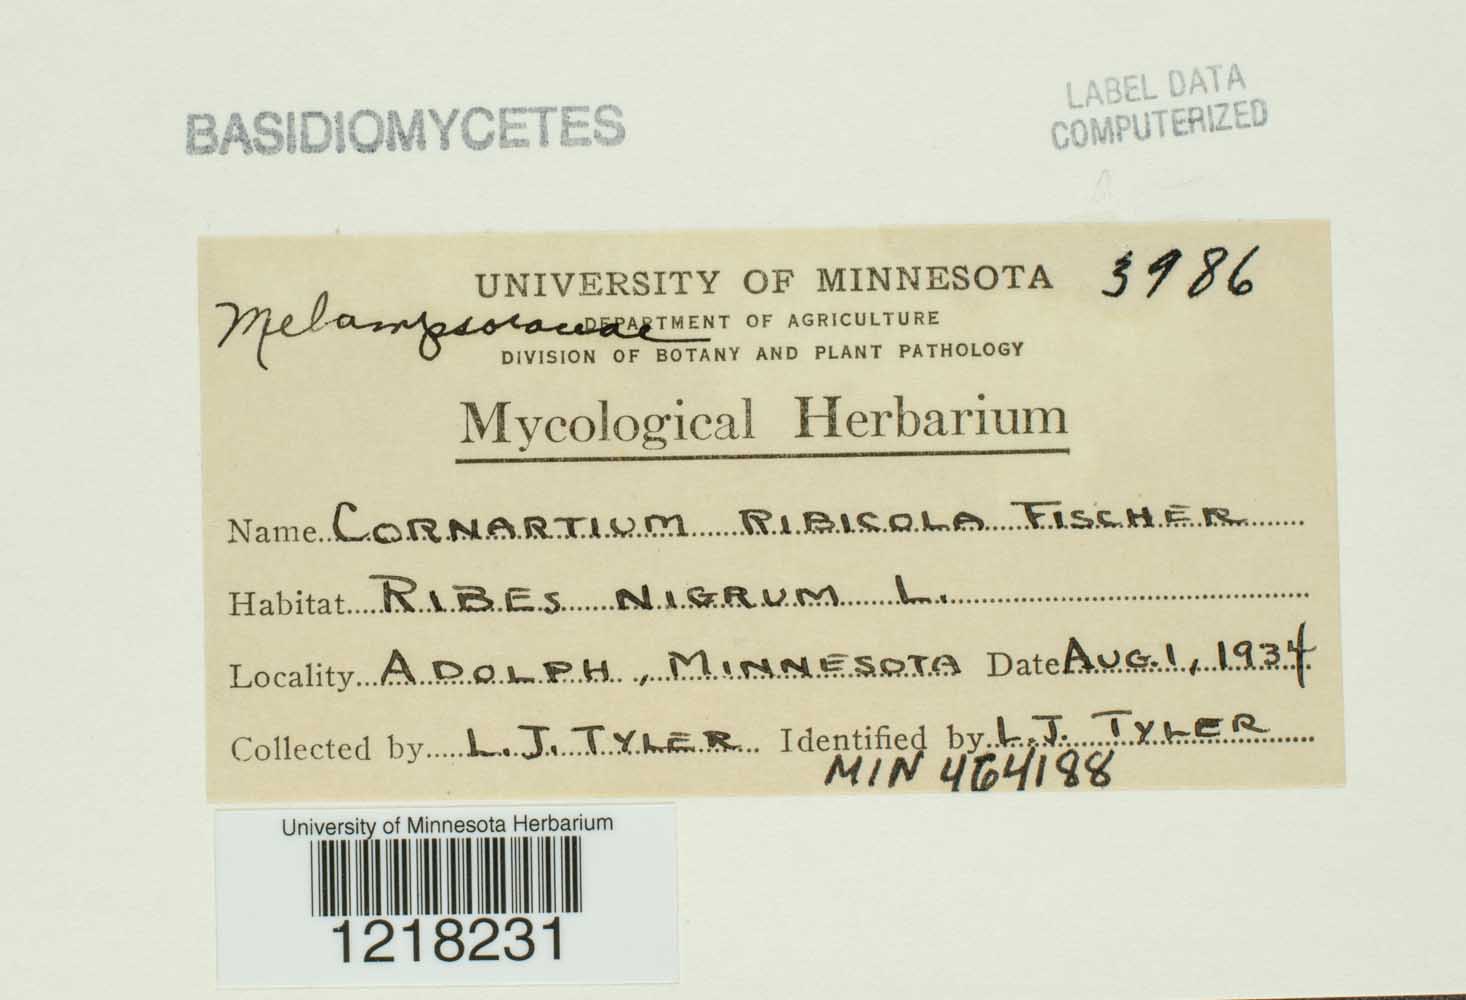 BASIDIOMYCETES
LABEL DATA
COMPUTERIZED
UNIVERSITY OF MINNESOTA 3986
Melampsoraceae
DEPARTMENT OF AGRICULTURE
DIVISION OF BOTANY AND PLANT PATHOLOGY
Mycological Herbarium
Name CORNARTIUM RIBICOLA FISCHER
Habitat RIBES NIGRUM L.
Locality ADOLPH, MINNESOTA Date AUG. 1, 1934
Collected by L. J. TYLER Identified by L. J. TYLER
MIN 464188
University of Minnesota Herbarium
1218231